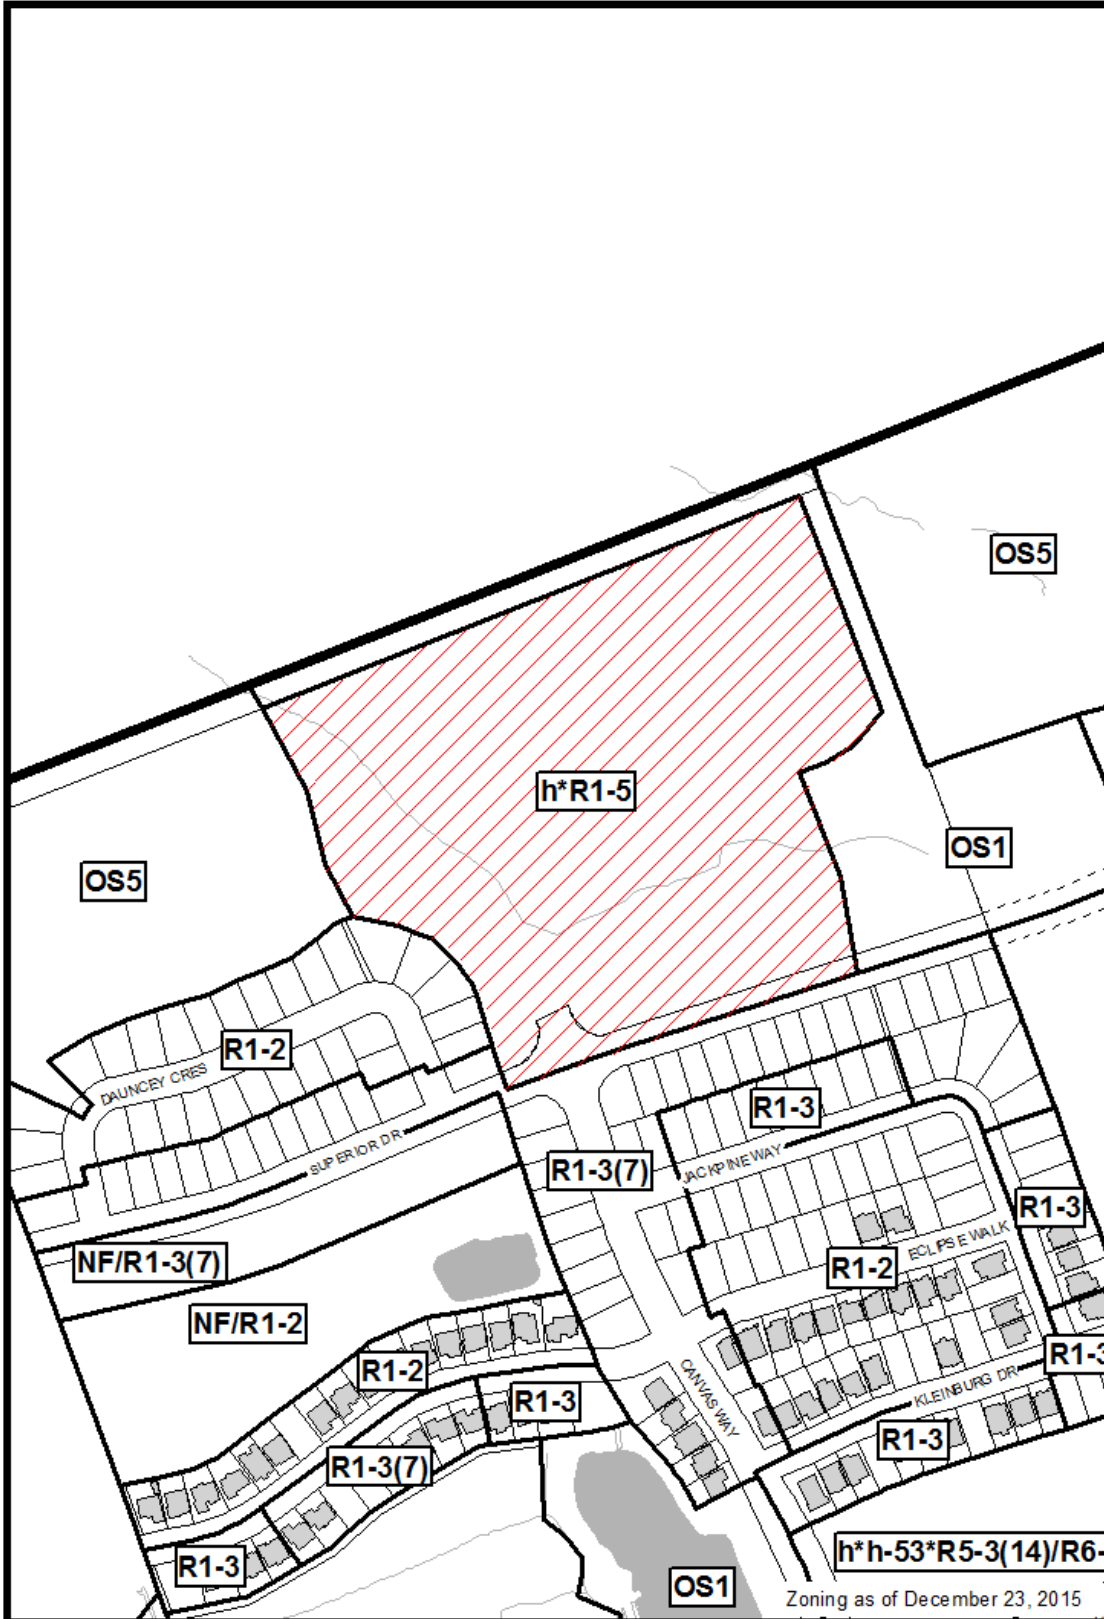 OS5
h*R1-5
OS1
OS5
R1-2
DAUNCEY CRES
R1-3
SUPERIOR DR
R1-3(7)
JACKPINE WAY
R1-3
ECLIPSE WALK
NF/R1-3(7)
R1-2
NF/R1-2
R1-3
R1-2
CANVAS WAY
KLEINBURG DR
R1-3
R1-3
R1-3(7)
R1-3
h*h-53*R5-3(14)/R6-
OS1
Zoning as of December 23, 2015